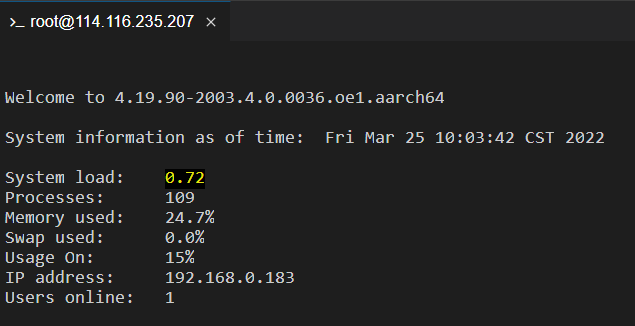 >_ root@114.116.235.207 ×
Welcome to 4.19.90-2003.4.0.0036.oe1.aarch64
System information as of time:  Fri Mar 25 10:03:42 CST 2022
System load:    0.72
Processes:      109
Memory used:    24.7%
Swap used:      0.0%
Usage On:       15%
IP address:     192.168.0.183
Users online:   1